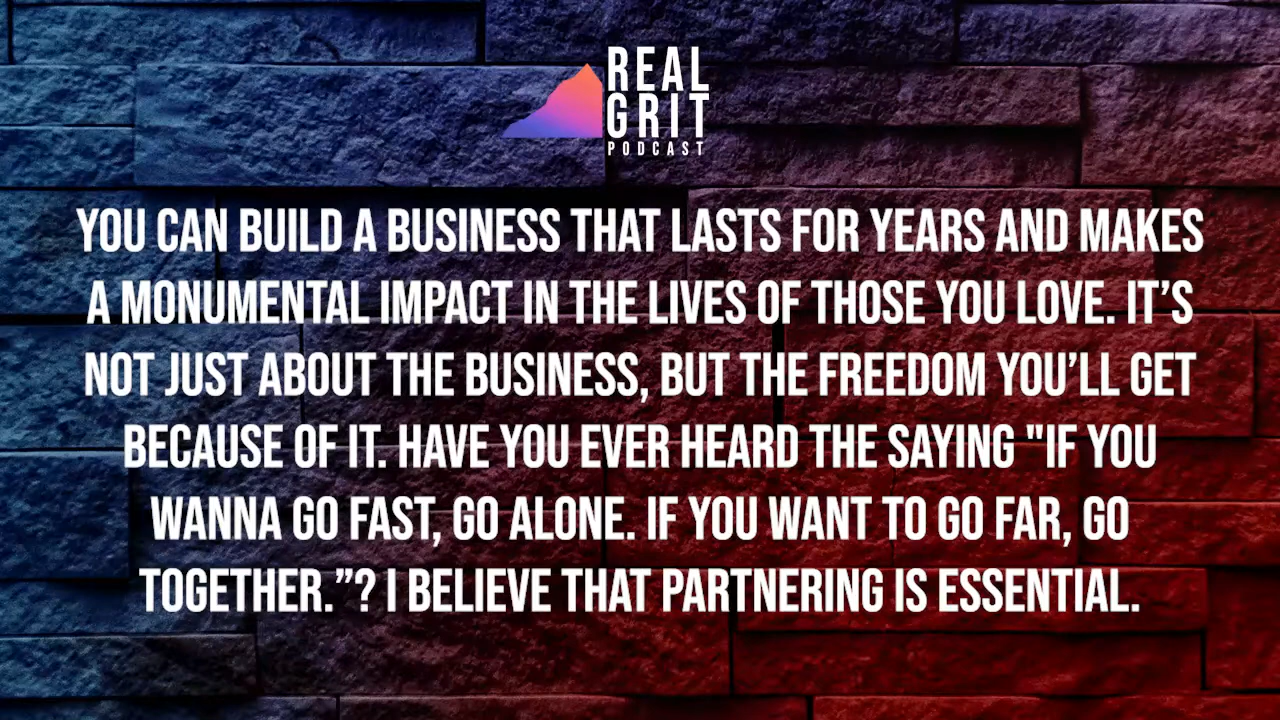 REAL
GRIT
PODCAST
YOU CAN BUILD A BUSINESS THAT LASTS FOR YEARS AND MAKES
A MONUMENTAL IMPACT IN THE LIVES OF THOSE YOU LOVE. IT’S
NOT JUST ABOUT THE BUSINESS, BUT THE FREEDOM YOU’LL GET
BECAUSE OF IT. HAVE YOU EVER HEARD THE SAYING "IF YOU
WANNA GO FAST, GO ALONE. IF YOU WANT TO GO FAR, GO
TOGETHER.”? I BELIEVE THAT PARTNERING IS ESSENTIAL.